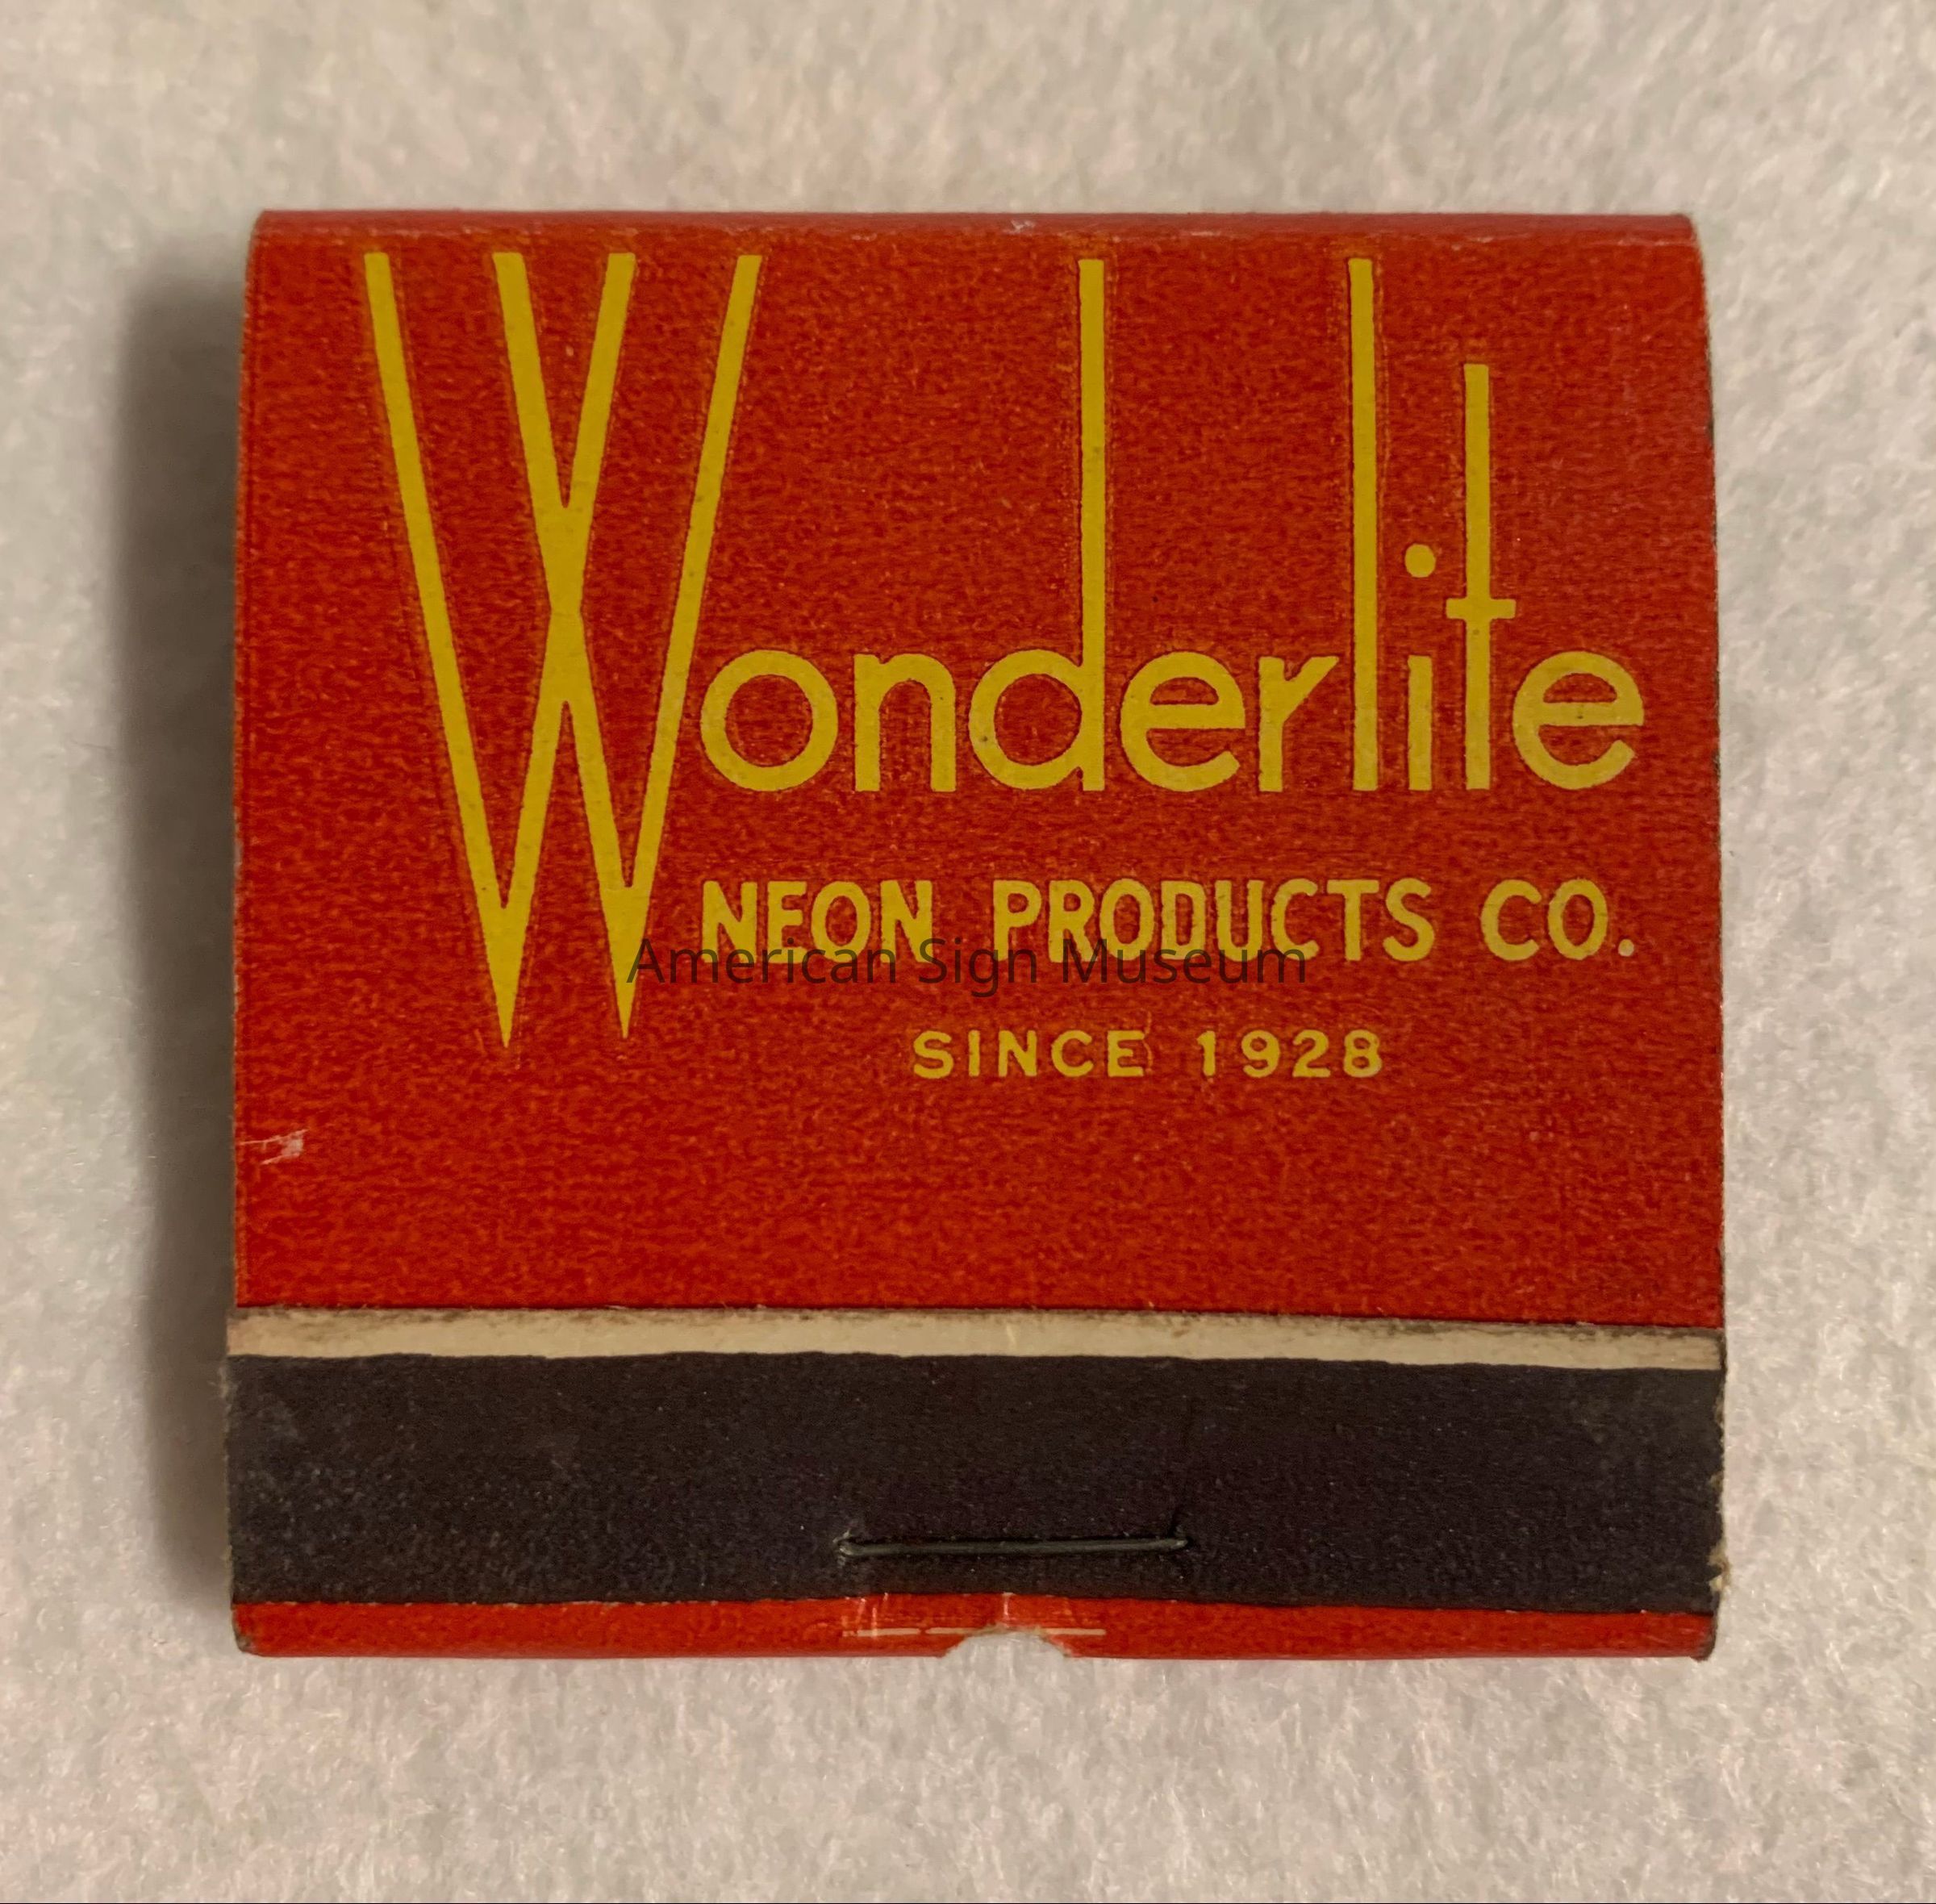 Wonderlite
NEON PRODUCTS CO.
American Sign Museum
SINCE 1928